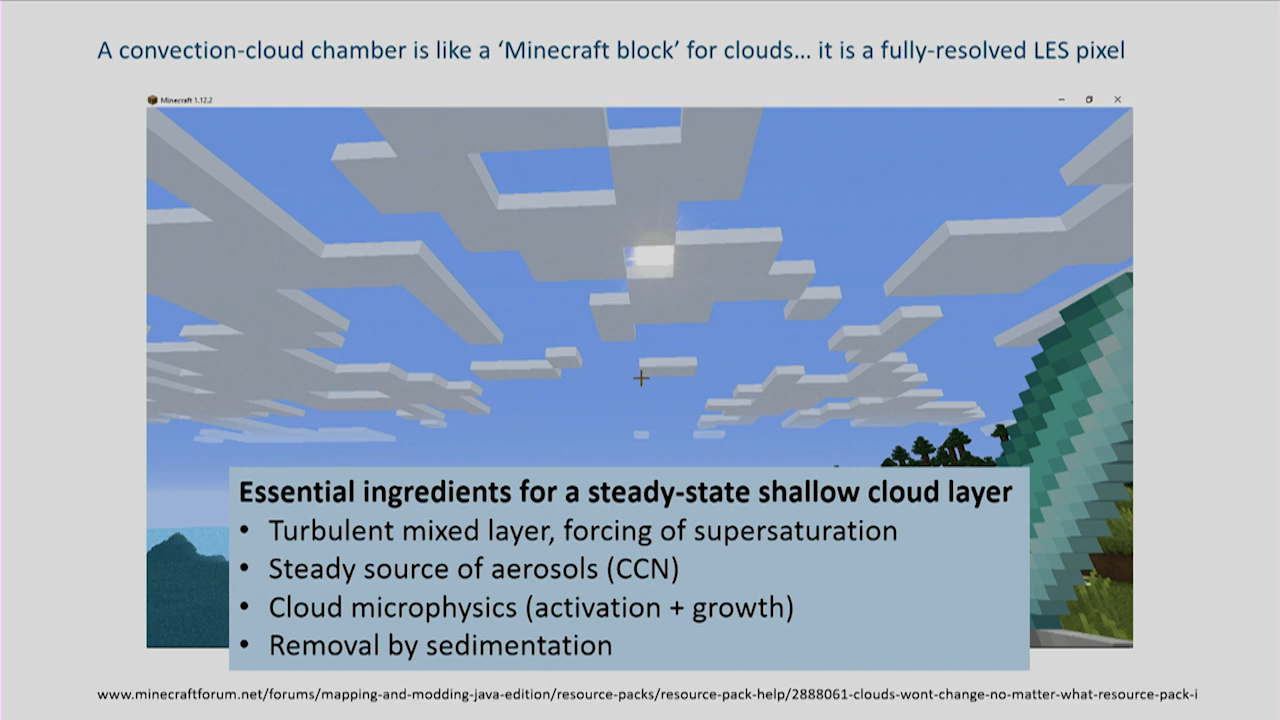 A convection-cloud chamber is like a ‘Minecraft block’ for clouds... it is a fully-resolved LES pixel
Minecraft 1.12.2
Essential ingredients for a steady-state shallow cloud layer
• Turbulent mixed layer, forcing of supersaturation
• Steady source of aerosols (CCN)
• Cloud microphysics (activation + growth)
• Removal by sedimentation
www.minecraftforum.net/forums/mapping-and-modding-java-edition/resource-packs/resource-pack-help/2888061-clouds-wont-change-no-matter-what-resource-pack-i